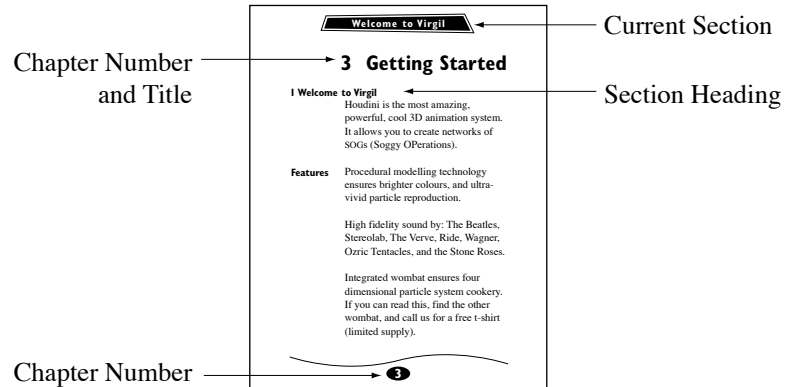 Welcome to Virgil
Current Section
Chapter Number
and Title
3 Getting Started
1 Welcome to Virgil
Section Heading
Houdini is the most amazing,
powerful, cool 3D animation system.
It allows you to create networks of
SOGs (Soggy OPerations).
Features
Procedural modelling technology
ensures brighter colours, and ultra-
vivid particle reproduction.
High fidelity sound by: The Beatles,
Stereolab, The Verve, Ride, Wagner,
Ozric Tentacles, and the Stone Roses.
Integrated wombat ensures four
dimensional particle system cookery.
If you can read this, find the other
wombat, and call us for a free t-shirt
(limited supply).
Chapter Number
3